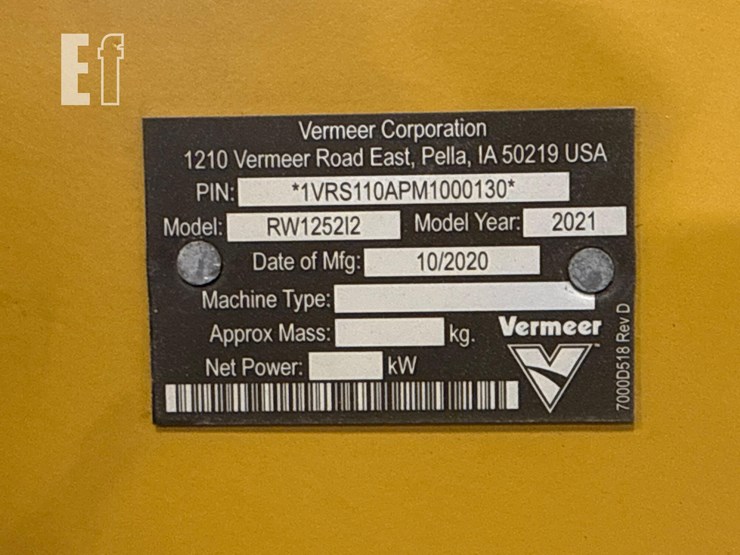 Ef
Vermeer Corporation
1210 Vermeer Road East, Pella, IA 50219 USA
PIN: *1VRS110APM1000130*
Model: RW1252I2 Model Year: 2021
Date of Mfg: 10/2020
Machine Type:
Approx Mass: kg.
Net Power: kW
Vermeer
7000D518 Rev D